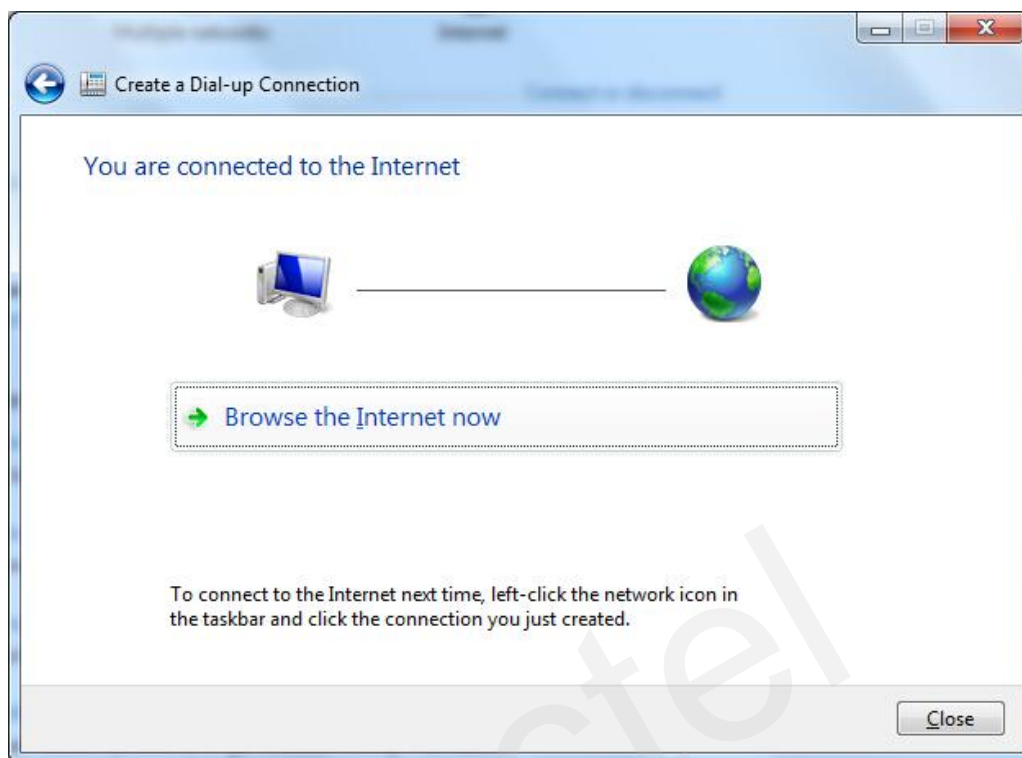 Create a Dial-up Connection
You are connected to the Internet
Browse the Internet now
To connect to the Internet next time, left-click the network icon in
the taskbar and click the connection you just created.
Close